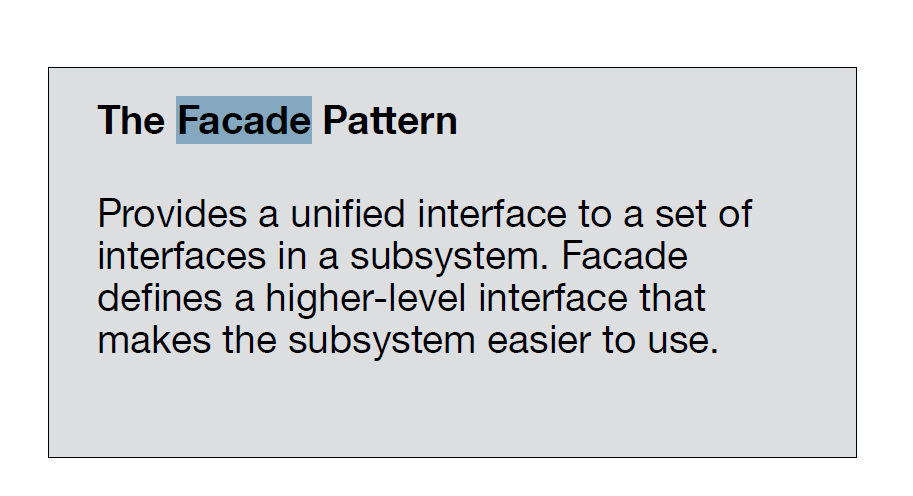 The Facade Pattern
Provides a unified interface to a set of
interfaces in a subsystem. Facade
defines a higher-level interface that
makes the subsystem easier to use.